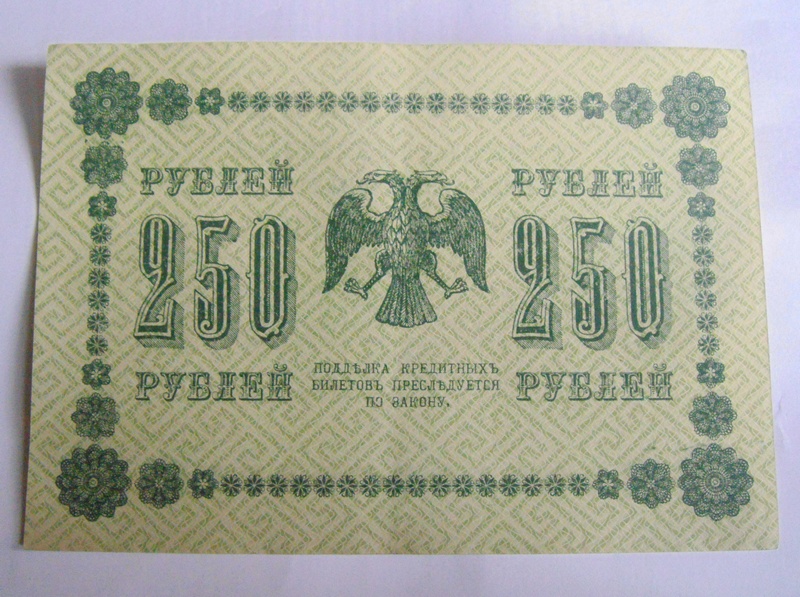 РУБЛЕЙ
250
РУБЛЕЙ
РУБЛЕЙ
250
РУБЛЕЙ
ПОДДѢЛКА КРЕДИТНЫХЪ
БИЛЕТОВЪ ПРЕСЛѢДУЕТСЯ
ПО ЗАКОНУ.